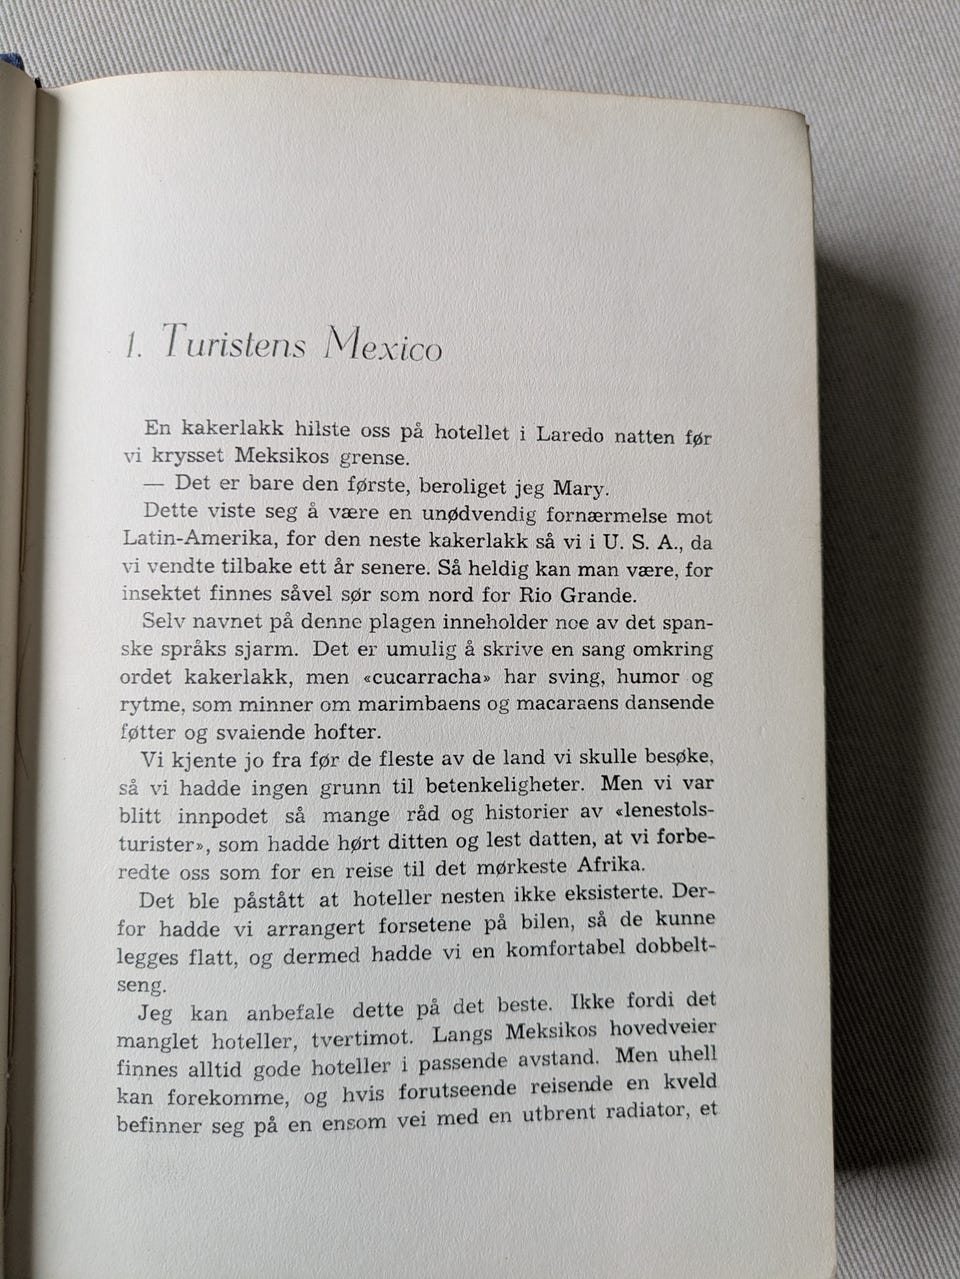 1. Turistens Mexico
En kakerlakk hilste oss på hotellet i Laredo natten før
vi krysset Meksikos grense.
— Det er bare den første, beroliget jeg Mary.
Dette viste seg å være en unødvendig fornærmelse mot
Latin-Amerika, for den neste kakerlakk så vi i U. S. A., da
vi vendte tilbake ett år senere. Så heldig kan man være, for
insektet finnes såvel sør som nord for Rio Grande.
Selv navnet på denne plagen inneholder noe av det span-
ske språks sjarm. Det er umulig å skrive en sang omkring
ordet kakerlakk, men «cucarracha» har sving, humor og
rytme, som minner om marimbaens og macaraens dansende
føtter og svaiende hofter.
Vi kjente jo fra før de fleste av de land vi skulle besøke,
så vi hadde ingen grunn til betenkeligheter. Men vi var
blitt innpodet så mange råd og historier av «lenestols-
turister», som hadde hørt ditten og lest datten, at vi forbe-
redte oss som for en reise til det mørkeste Afrika.
Det ble påstått at hoteller nesten ikke eksisterte. Der-
for hadde vi arrangert forsetene på bilen, så de kunne
legges flatt, og dermed hadde vi en komfortabel dobbelt-
seng.
Jeg kan anbefale dette på det beste. Ikke fordi det
manglet hoteller, tvertimot. Langs Meksikos hovedveier
finnes alltid gode hoteller i passende avstand. Men uhell
kan forekomme, og hvis forutseende reisende en kveld
befinner seg på en ensom vei med en utbrent radiator, et